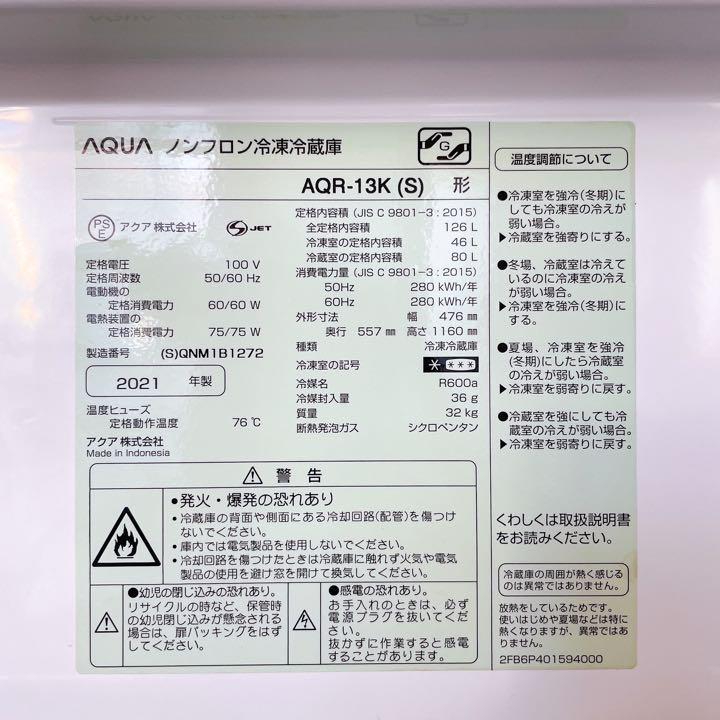 AQUA ノンフロン冷凍冷蔵庫
G
AQR-13K (S) 形
PS
E
アクア株式会社
S JET
定格電圧 100 V
定格周波数 50/60 Hz
電動機の
定格消費電力 60/60 W
電熱装置の
定格消費電力 75/75 W
製造番号 (S)QNM1B1272
2021 年製
温度ヒューズ
定格動作温度 76℃
アクア株式会社
Made in Indonesia
定格内容積 (JIS C 9801-3 : 2015)
全定格内容積 126 L
冷凍室の定格内容積 46 L
冷蔵室の定格内容積 80 L
消費電力量 (JIS C 9801-3 : 2015)
50Hz 280 kWh/年
60Hz 280 kWh/年
外形寸法 幅 476 mm
奥行 557 mm 高さ 1160 mm
種類 冷凍冷蔵庫
冷凍室の記号 * ***
冷媒名 R600a
冷媒封入量 36 g
質量 32 kg
断熱発泡ガス シクロペンタン
警告
●発火・爆発の恐れあり
・冷蔵庫の背面や側面にある冷却回路(配管)を傷つけ
ないでください。
・庫内では電気製品を使用しないでください。
・冷却回路を傷つけたときは冷蔵庫に触れず火気や電気
製品の使用を避け窓を開けて換気してください。
●幼児の閉じ込みの恐れあり。
リサイクルの時など、保管時
の幼児閉じ込みが懸念される
場合は、扉パッキングをはず
してください。
●感電の恐れあり。
お手入れのときは、必ず
電源プラグを抜いてくだ
さい。
抜かずに作業すると感電
することがあります。
温度調節について
●冷凍室を強冷(冬期)に
しても冷凍室の冷えが
弱い場合。
▶冷蔵室を強寄りにする。
●冬場、冷蔵室は冷えて
いるのに冷凍室の冷え
が弱い場合。
▶冷凍室を強冷(冬期)に
する。
●夏場、冷凍室を強冷
(冬期)にしたら冷蔵室
の冷えが弱い場合。
▶冷凍室を弱寄りに戻す。
●冷蔵室を強にしても冷
蔵室の冷えが弱い場合。
▶冷凍室を弱寄りに戻す。
くわしくは取扱説明書
をお読みください。
冷蔵庫の周囲が熱く感じる
のは異常ではありません。
放熱をしているためです。
使いはじめや夏場などは特に
熱くなりますが、異常ではあ
りません。
2FB6P401594000